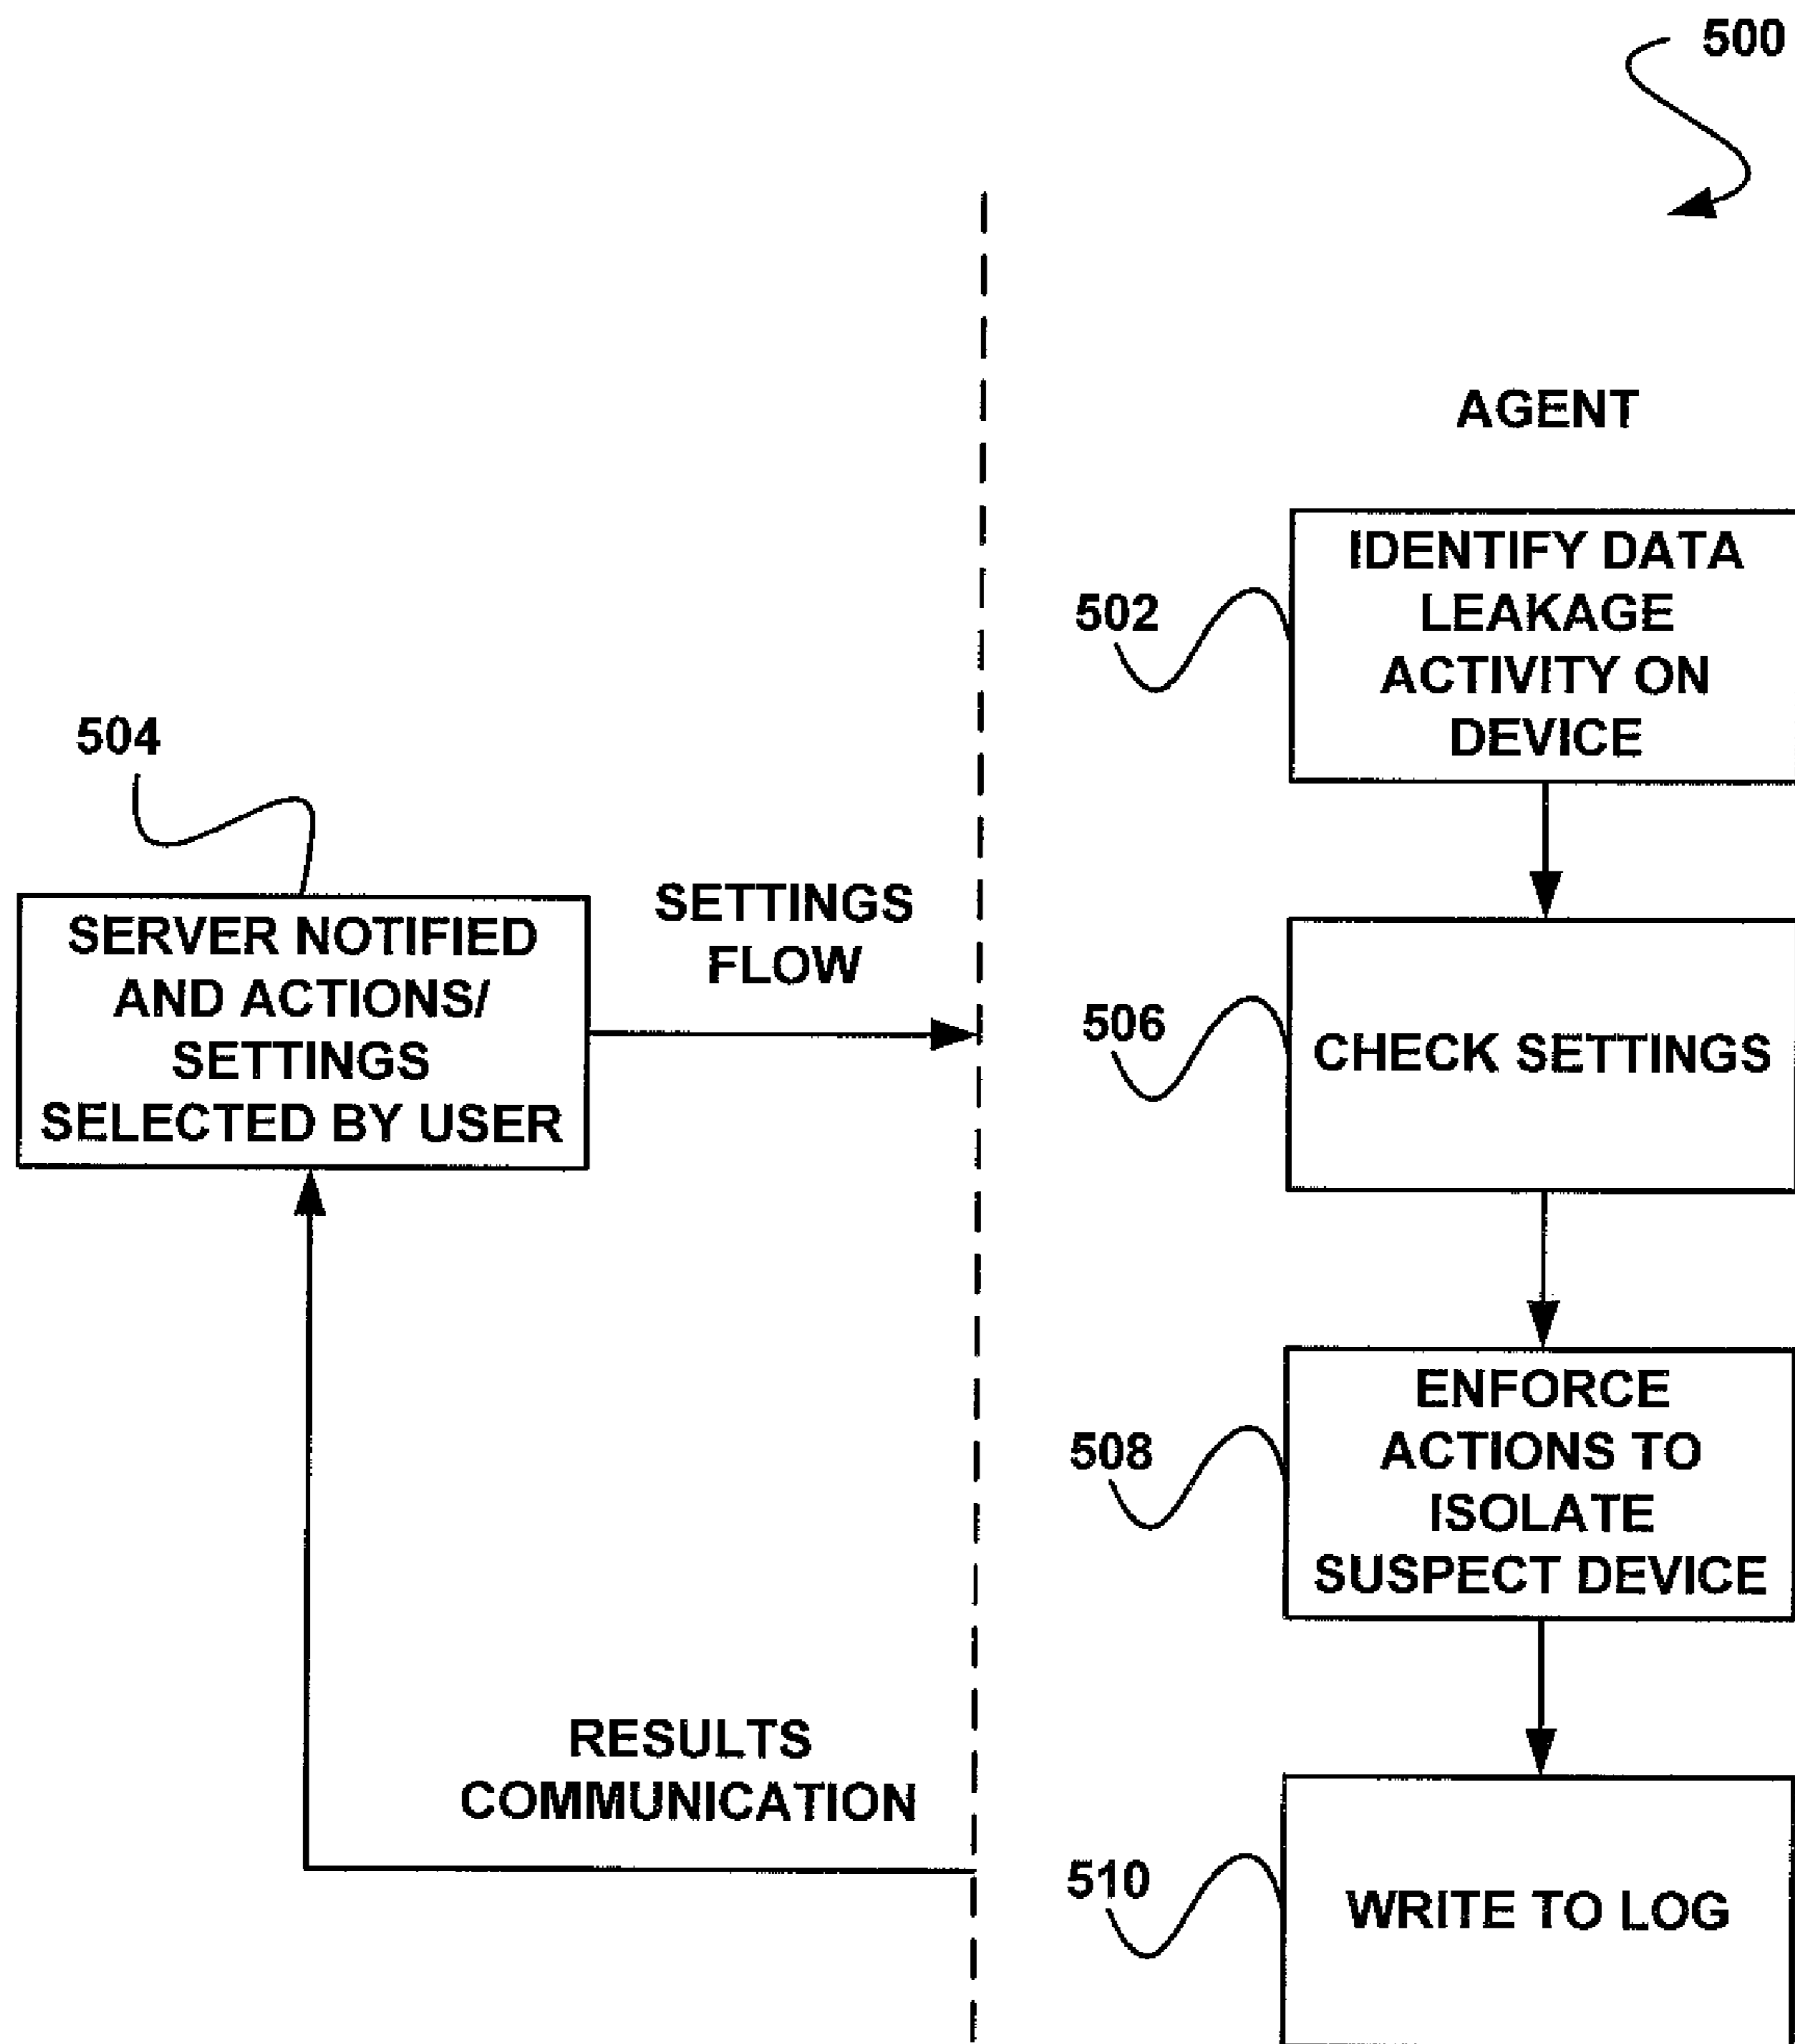 500
AGENT
502
IDENTIFY DATA
LEAKAGE
ACTIVITY ON
DEVICE
504
SERVER NOTIFIED
AND ACTIONS/
SETTINGS
SELECTED BY USER
SETTINGS
FLOW
506
CHECK SETTINGS
508
ENFORCE
ACTIONS TO
ISOLATE
SUSPECT DEVICE
RESULTS
COMMUNICATION
510
WRITE TO LOG